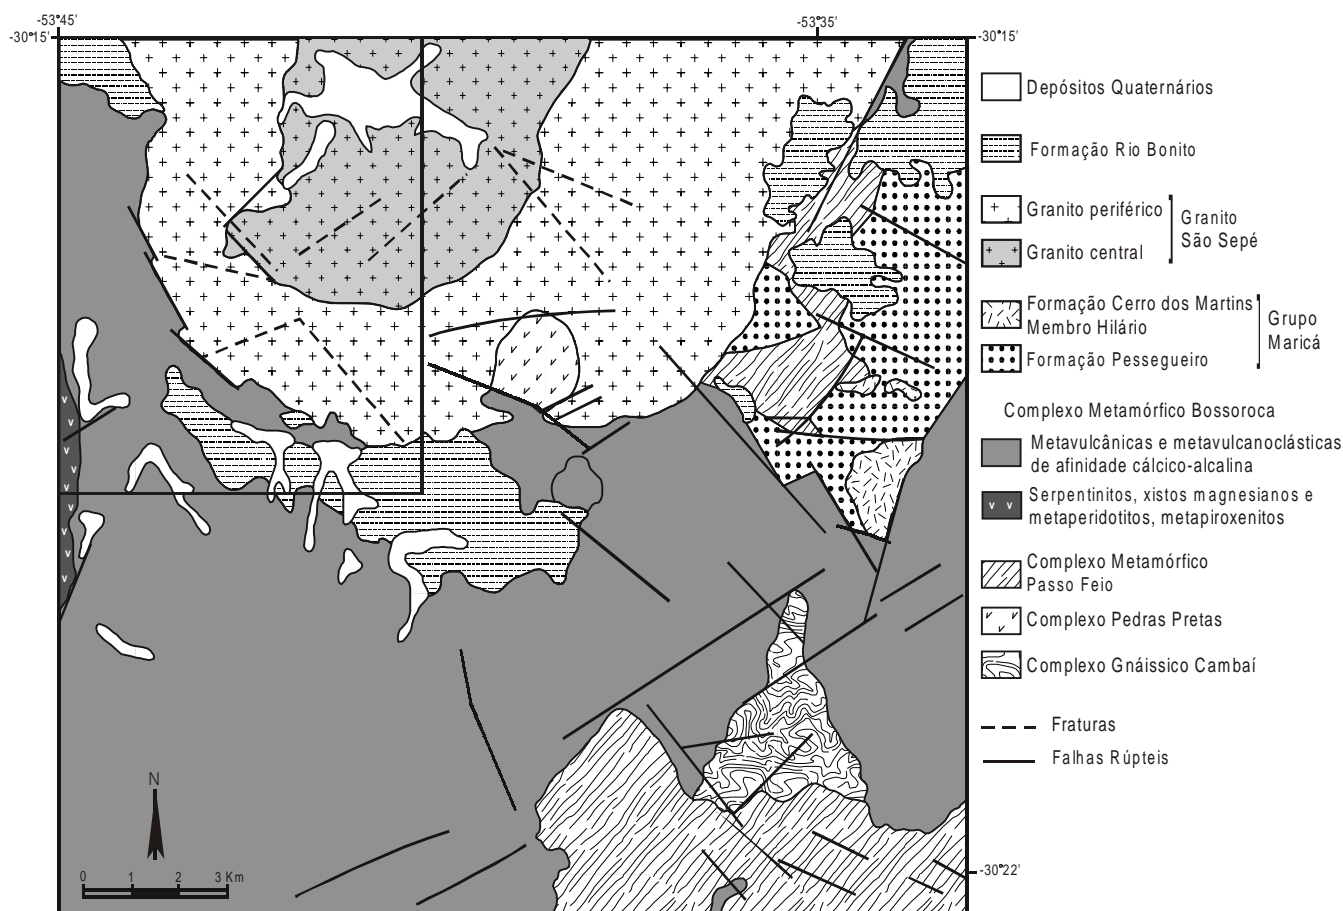 -53°45'
-53°35'
-30°15'
-30°15'
Depósitos Quaternários
Formação Rio Bonito
Granito periférico
Granito central
Granito
São Sepé
Formação Cerro dos Martins
Membro Hilário
Formação Pessegueiro
Grupo
Maricá
Complexo Metamórfico Bossoroca
Metavulcânicas e metavulcanoclásticas
de afinidade cálcico-alcalina
Serpentinitos, xistos magnesianos e
metaperidotitos, metapiroxenitos
Complexo Metamórfico
Passo Feio
Complexo Pedras Pretas
Complexo Gnáissico Cambaí
Fraturas
Falhas Rúpteis
N
0 1 2 3 Km
-30°22'